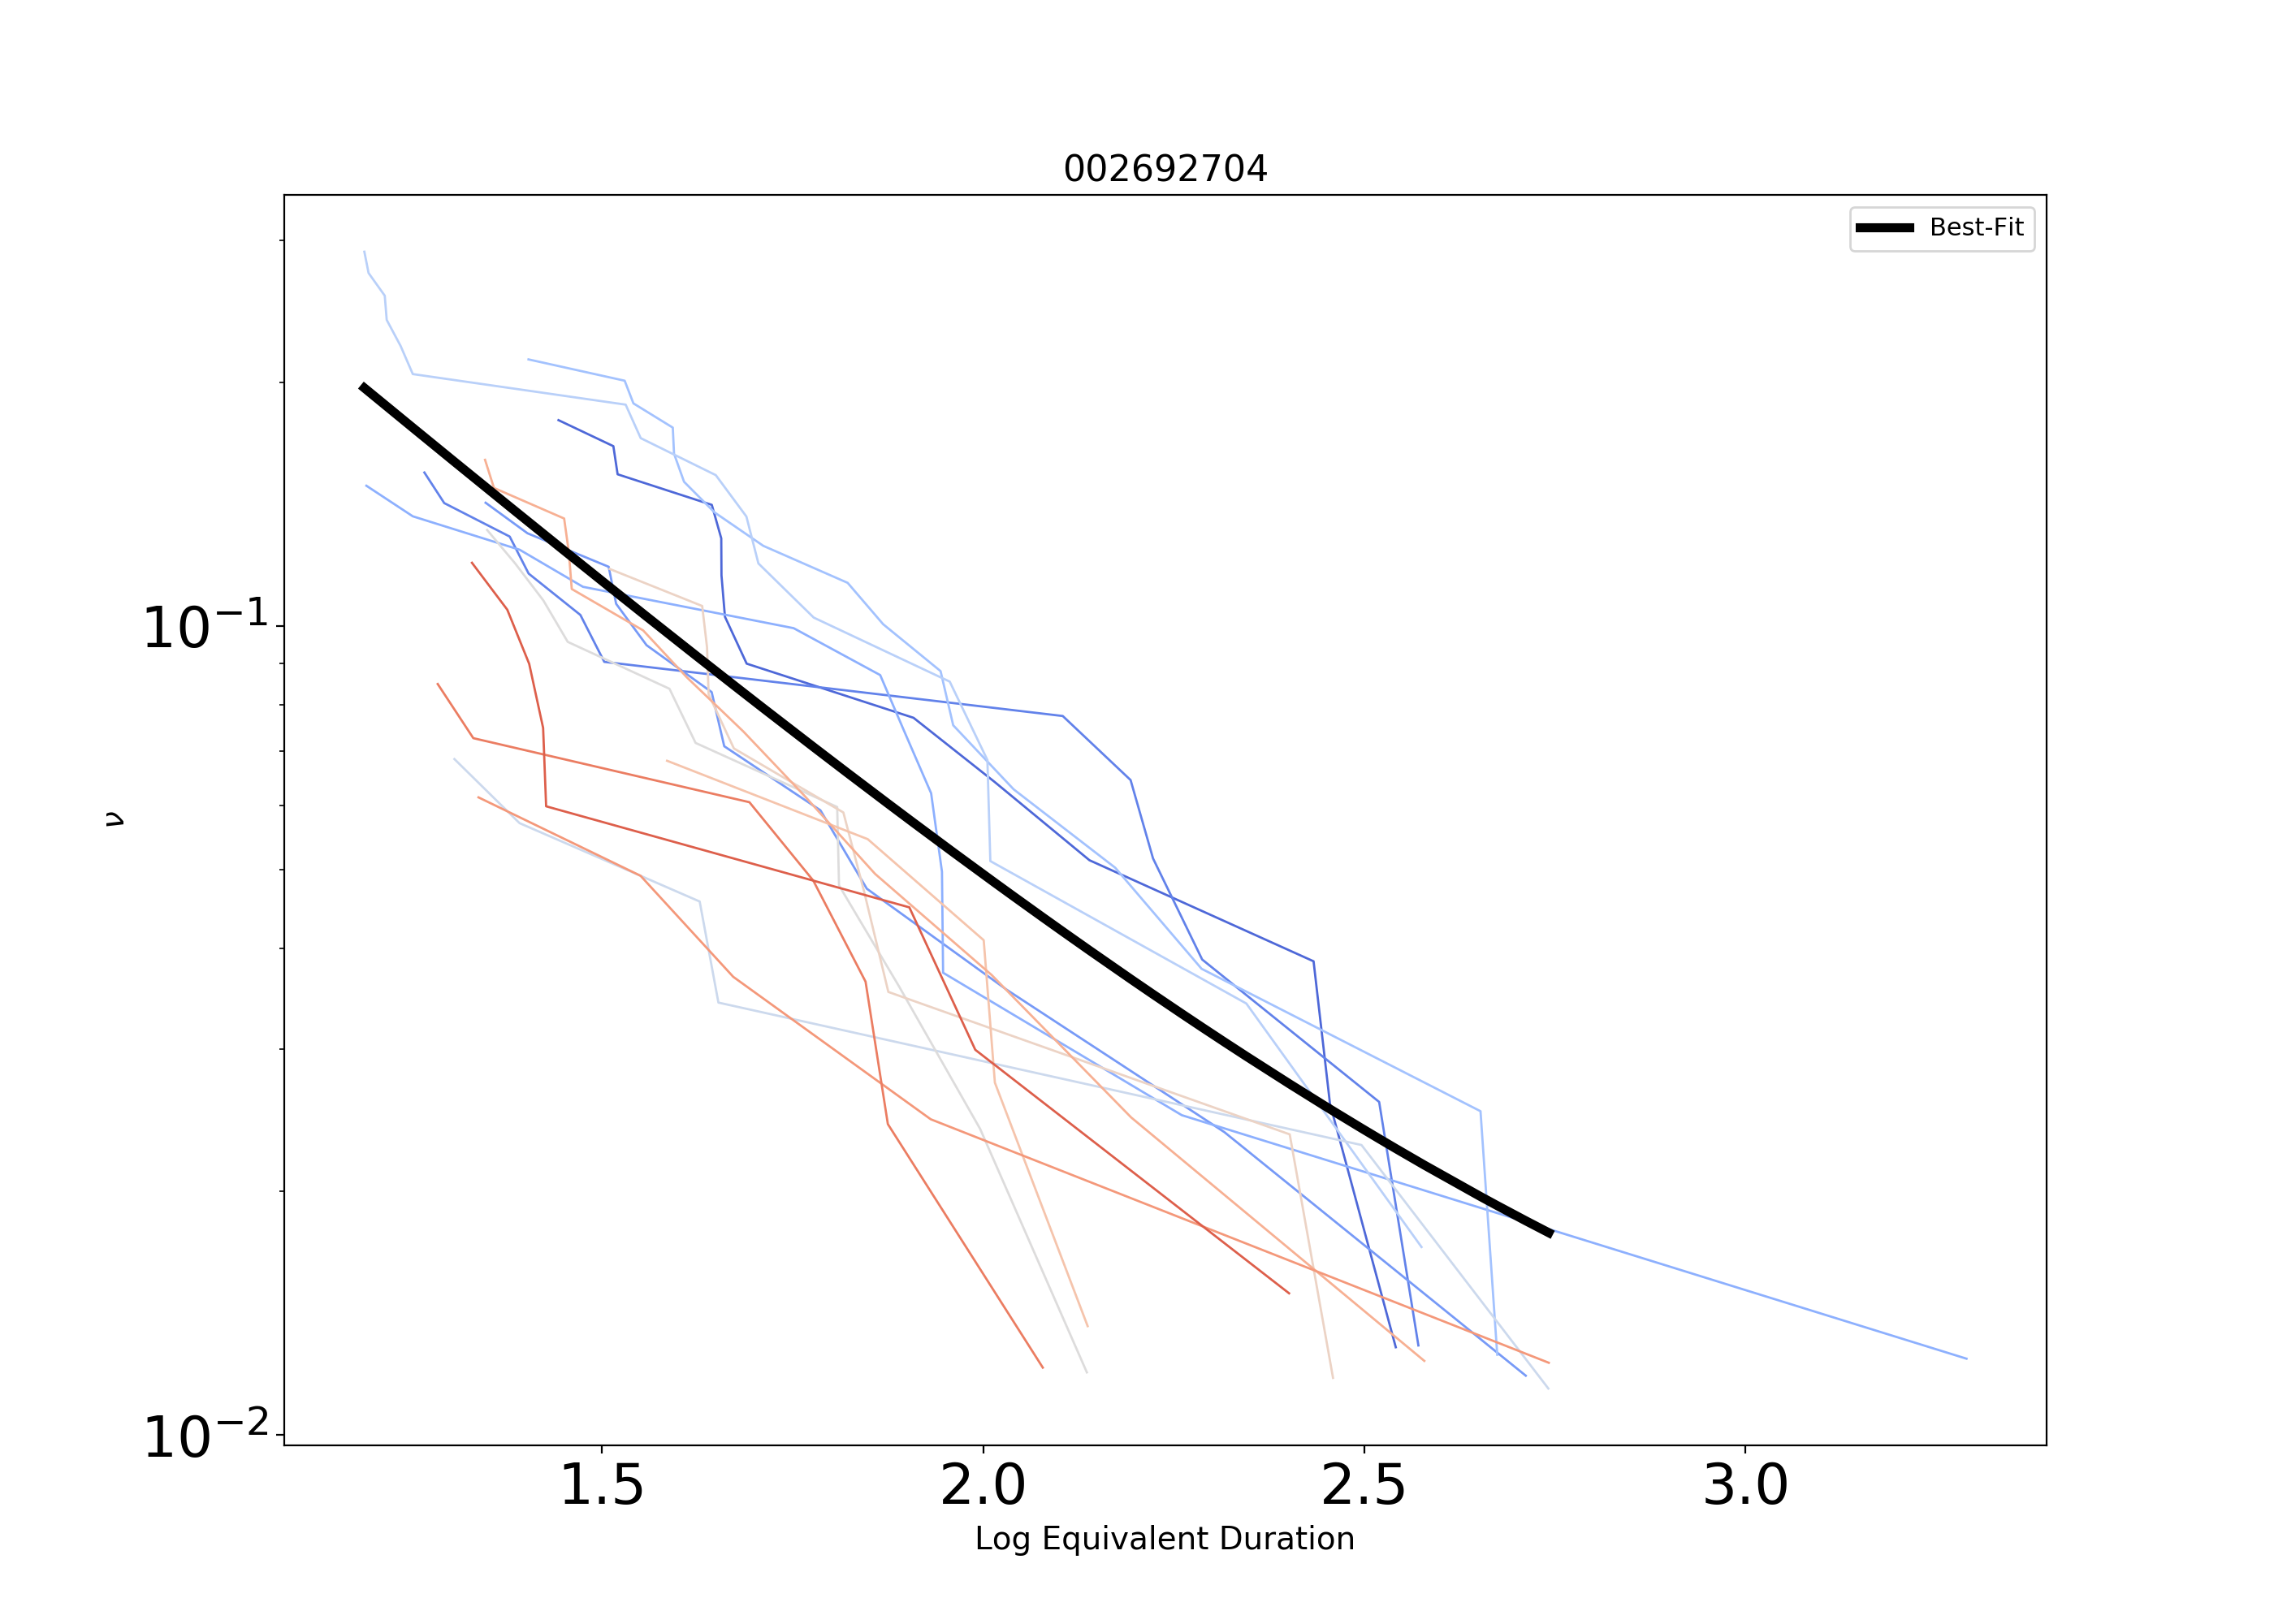 002692704
Best-Fit
10⁻¹
ν
10⁻²
1.5 2.0 2.5 3.0
Log Equivalent Duration